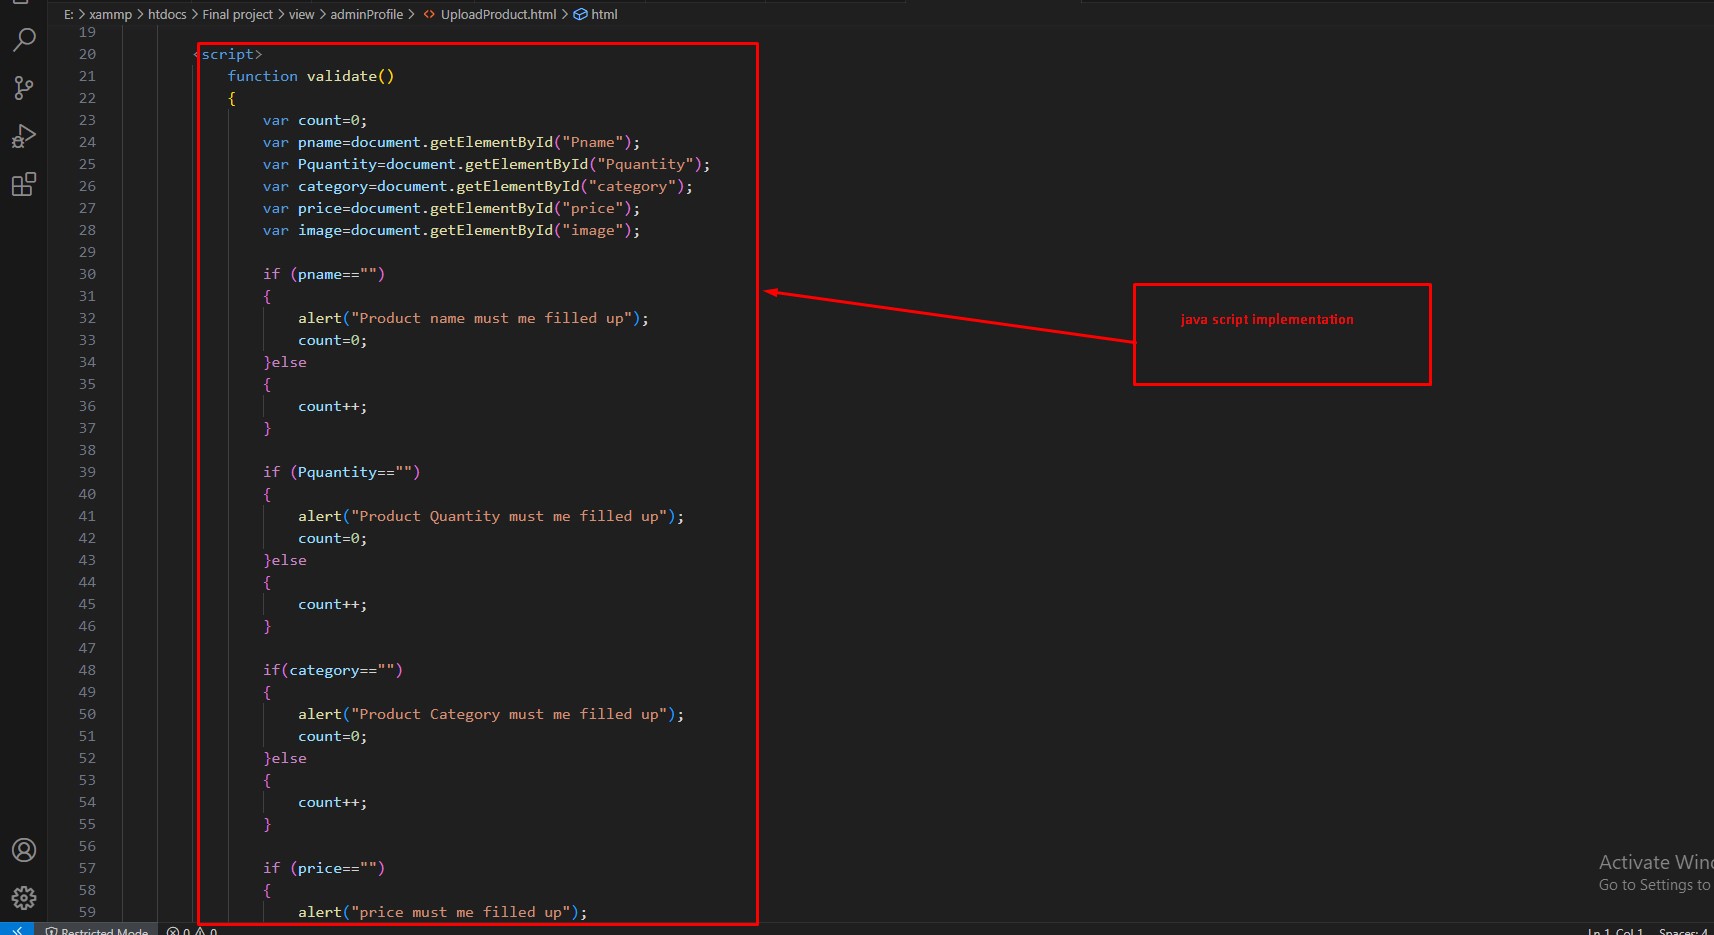 E: > xammp > htdocs > Final project > view > adminProfile > <> UploadProduct.html > html
19
20 <script>
21 function validate()
22 {
23 var count=0;
24 var pname=document.getElementById("Pname");
25 var Pquantity=document.getElementById("Pquantity");
26 var category=document.getElementById("category");
27 var price=document.getElementById("price");
28 var image=document.getElementById("image");
29
30 if (pname=="")
31 {
32 alert("Product name must me filled up");
33 count=0;
34 }else
35 {
36 count++;
37 }
38
39 if (Pquantity=="")
40 {
41 alert("Product Quantity must me filled up");
42 count=0;
43 }else
44 {
45 count++;
46 }
47
48 if(category=="")
49 {
50 alert("Product Category must me filled up");
51 count=0;
52 }else
53 {
54 count++;
55 }
56
57 if (price=="")
58 {
59 alert("price must me filled up");
java script implementation
Activate Wind
Go to Settings to
Restricted Mode 0 0 Ln 1, Col 1 Spaces: 4